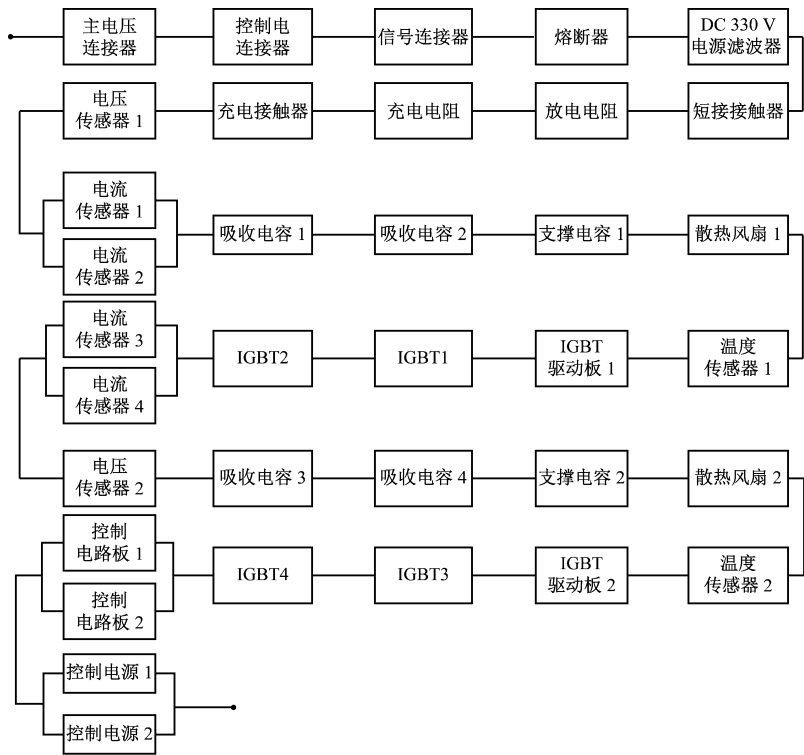 主电压
连接器
控制电
连接器
信号连接器
熔断器
DC 330 V
电源滤波器
电压
传感器 1
充电接触器
充电电阻
放电电阻
短接接触器
电流
传感器 1
电流
传感器 2
吸收电容 1
吸收电容 2
支撑电容 1
散热风扇 1
电流
传感器 3
电流
传感器 4
IGBT2
IGBT1
IGBT
驱动板 1
温度
传感器 1
电压
传感器 2
吸收电容 3
吸收电容 4
支撑电容 2
散热风扇 2
控制
电路板 1
控制
电路板 2
IGBT4
IGBT3
IGBT
驱动板 2
温度
传感器 2
控制电源 1
控制电源 2